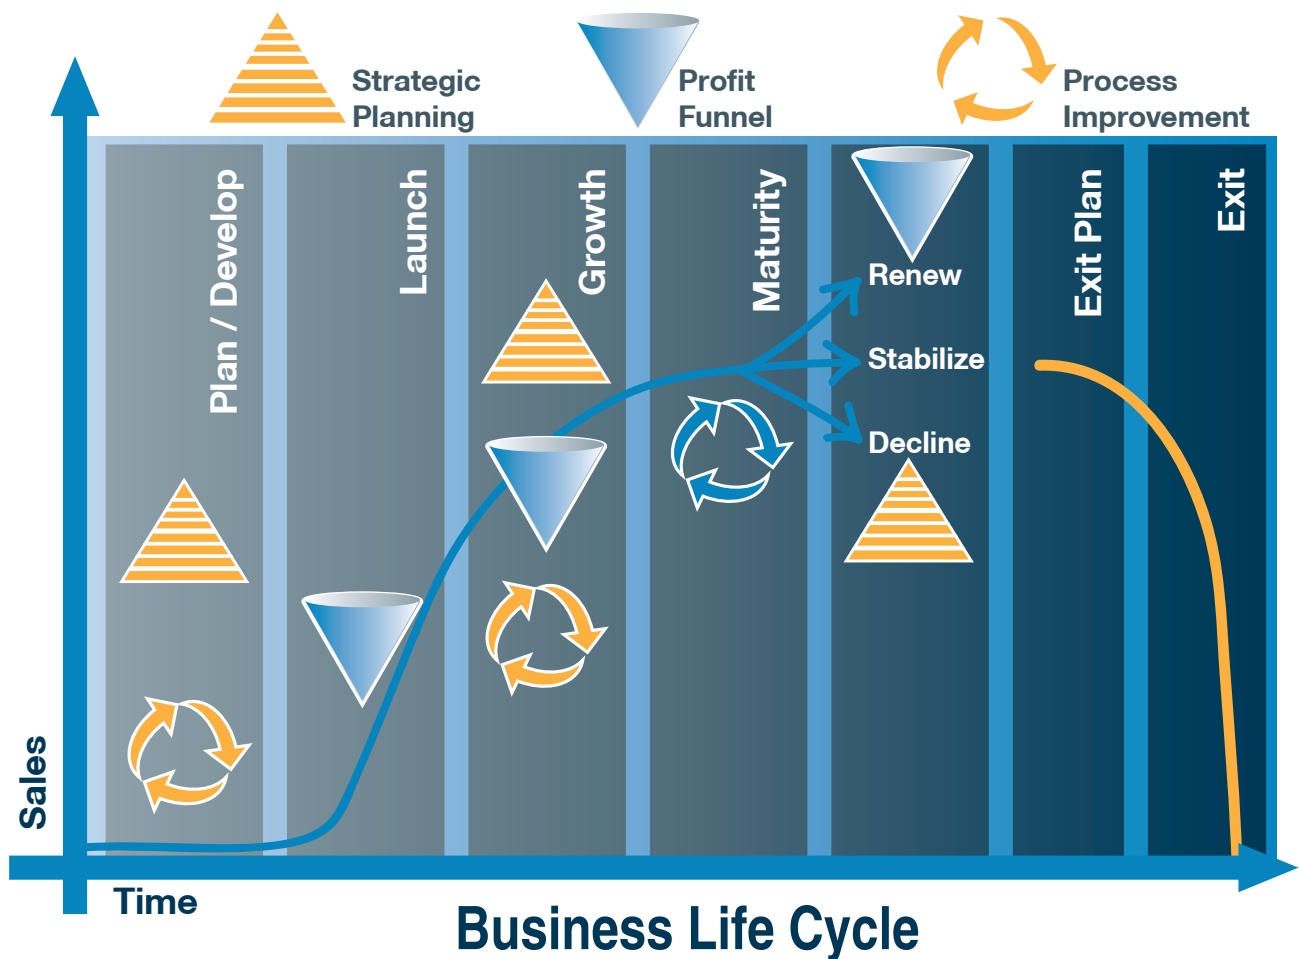 Strategic
Planning
Profit
Funnel
Process
Improvement
Plan / Develop
Launch
Growth
Maturity
Renew
Stabilize
Decline
Exit Plan
Exit
Sales
Time
Business Life Cycle